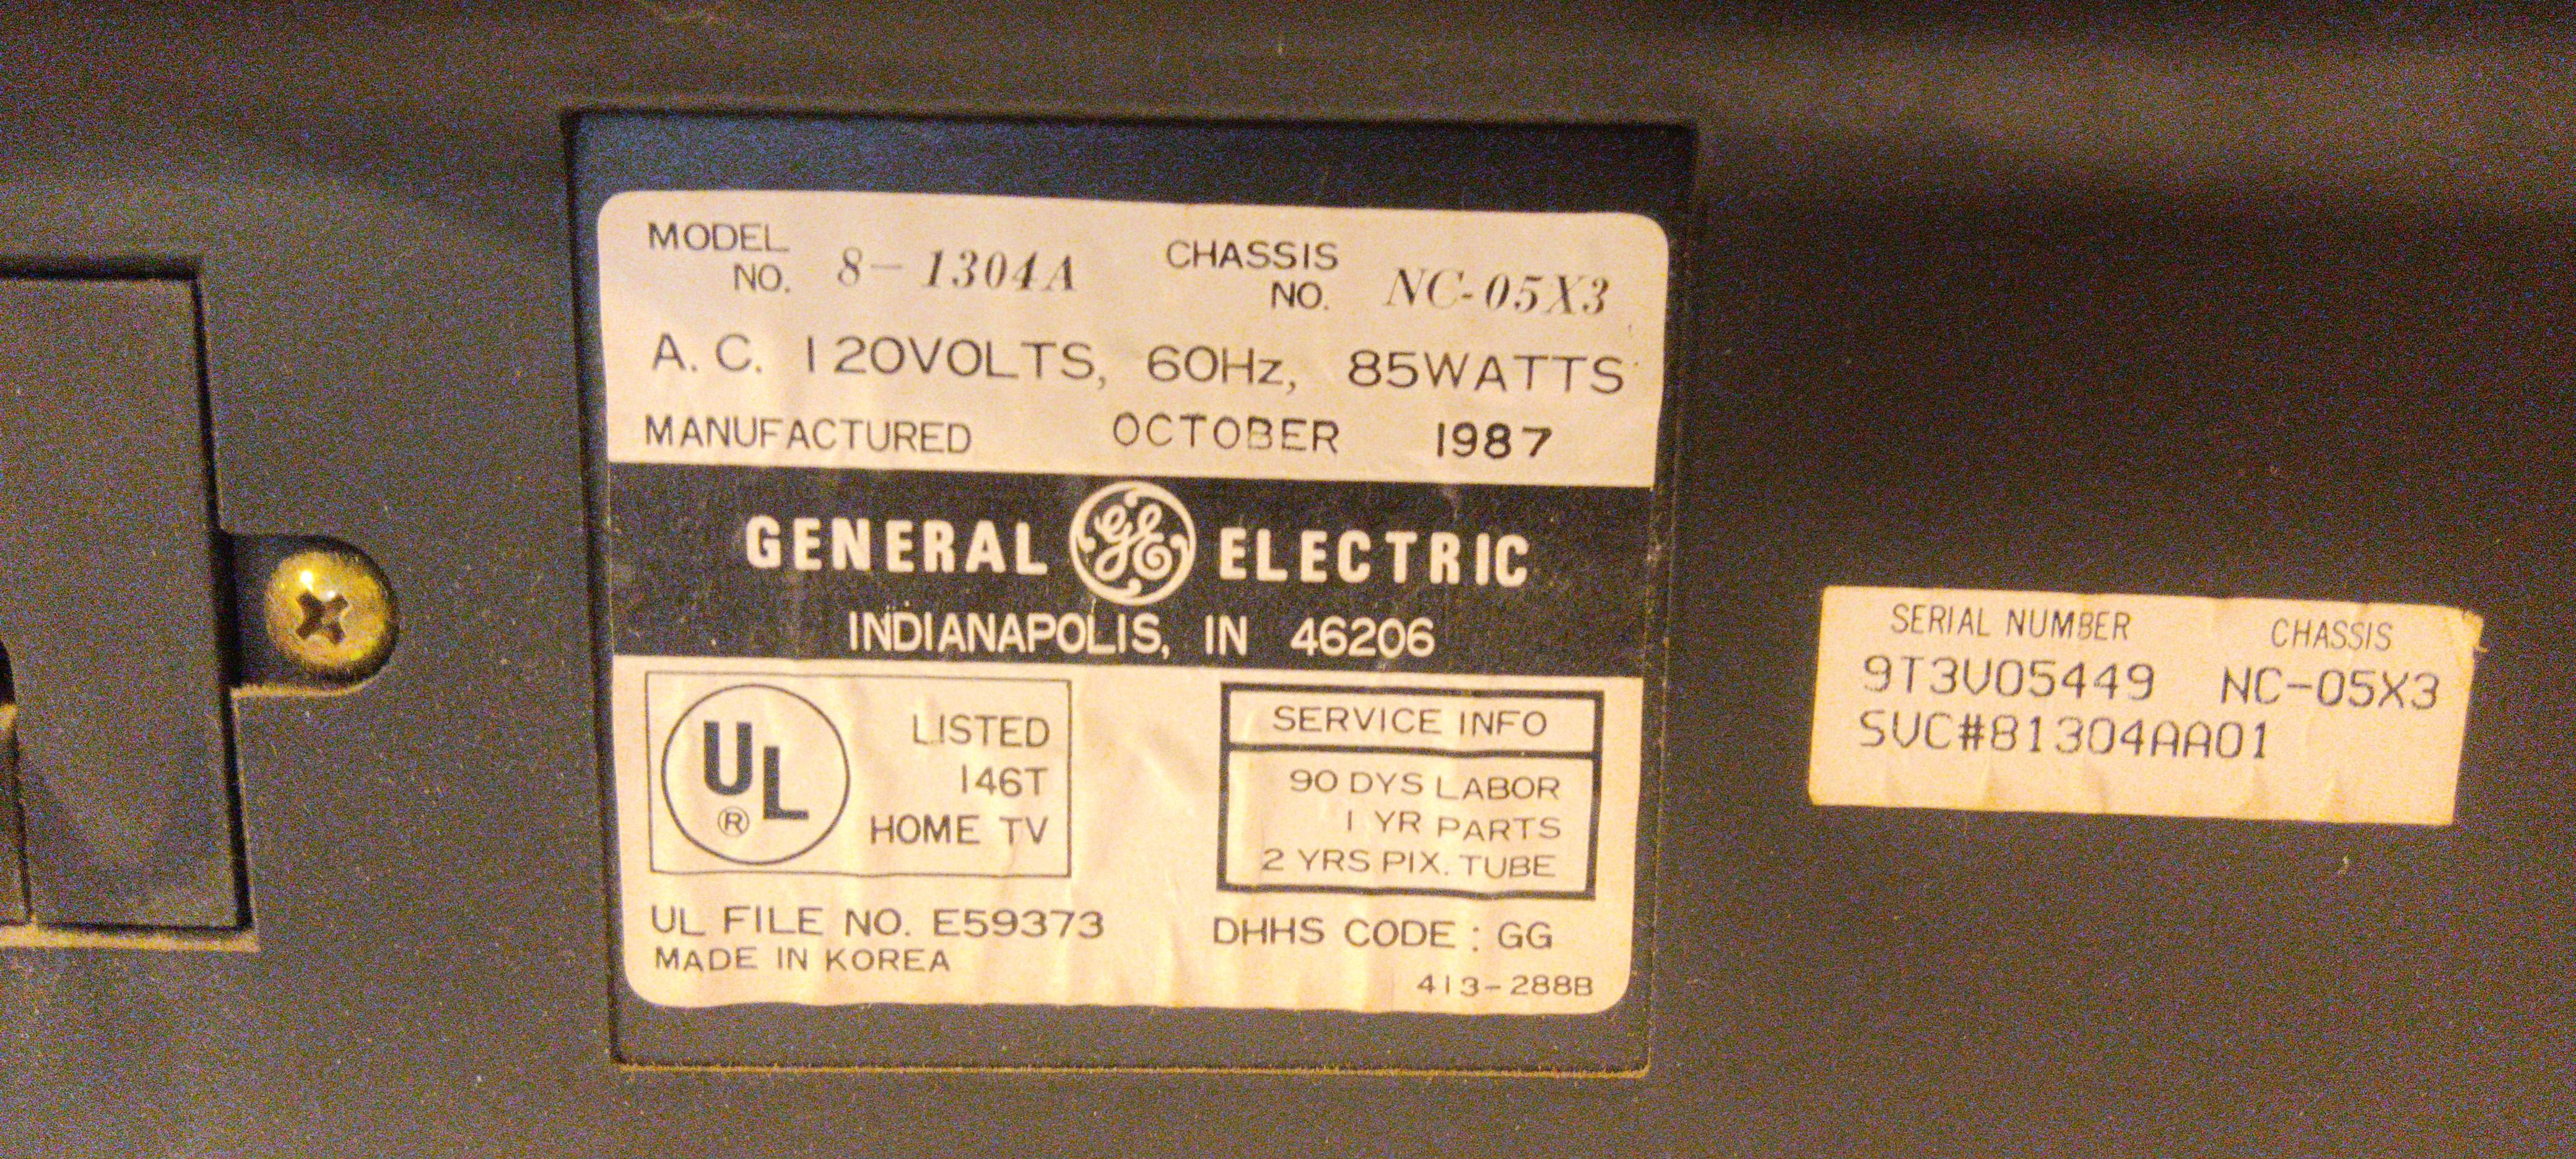 MODEL NO. 8-1304A CHASSIS NO. NC-05X3
A.C. 120VOLTS, 60Hz, 85WATTS
MANUFACTURED OCTOBER 1987
GENERAL GE ELECTRIC
INDIANAPOLIS, IN 46206
UL ®
LISTED
146T
HOME TV
SERVICE INFO
90 DYS LABOR
1 YR PARTS
2 YRS PIX. TUBE
UL FILE NO. E59373 DHHS CODE : GG
MADE IN KOREA
413-288B
SERIAL NUMBER CHASSIS
9T3V05449 NC-05X3
SVC#81304AA01